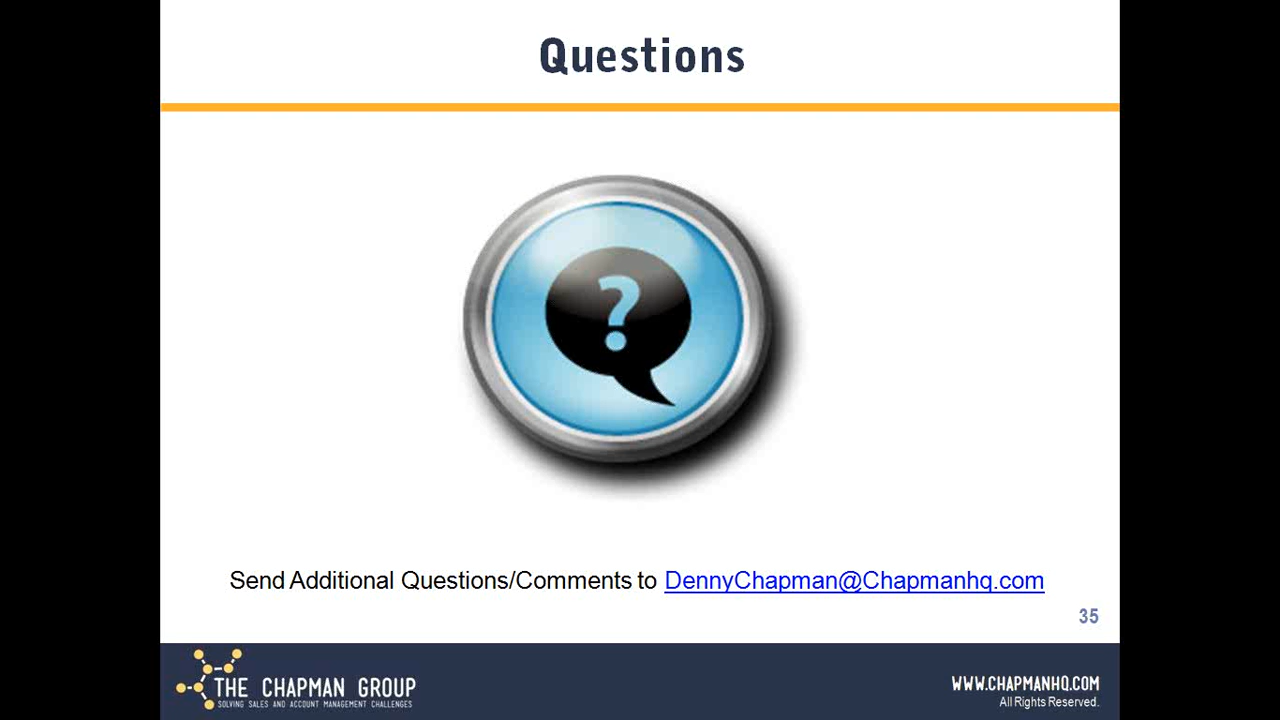 Questions
?
Send Additional Questions/Comments to DennyChapman@Chapmanhq.com
35
THE CHAPMAN GROUP
SOLVING SALES AND ACCOUNT MANAGEMENT CHALLENGES
WWW.CHAPMANHQ.COM
All Rights Reserved.